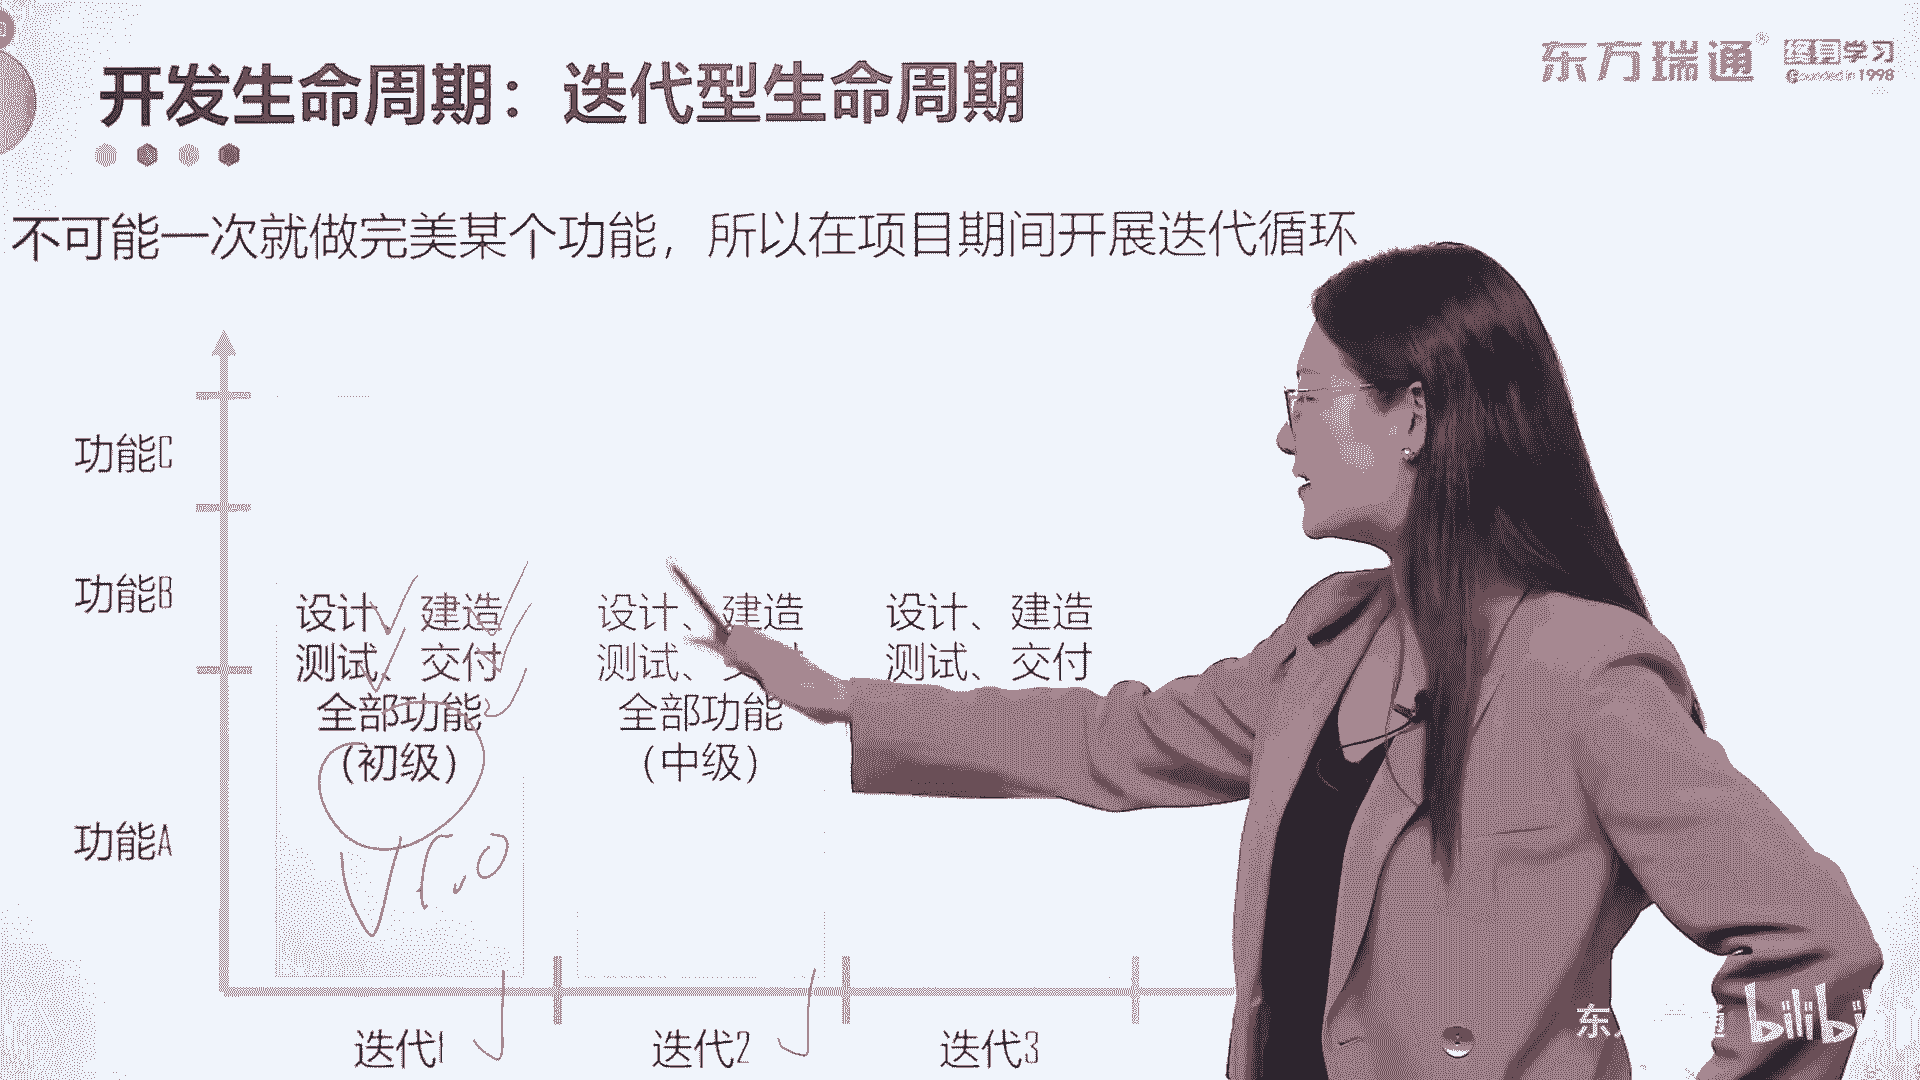 东方瑞通® 终身学习
Founded in 1998
开发生命周期：迭代型生命周期
不可能一次就做完美某个功能，所以在项目期间开展迭代循环
功能C
功能B
功能A
设计、建造
测试、交付
全部功能
（初级）
V1.0
设计、建造
测试、交
全部功能
（中级）
设计、建造
测试、交付
迭代1
迭代2
迭代3
东
bilibili